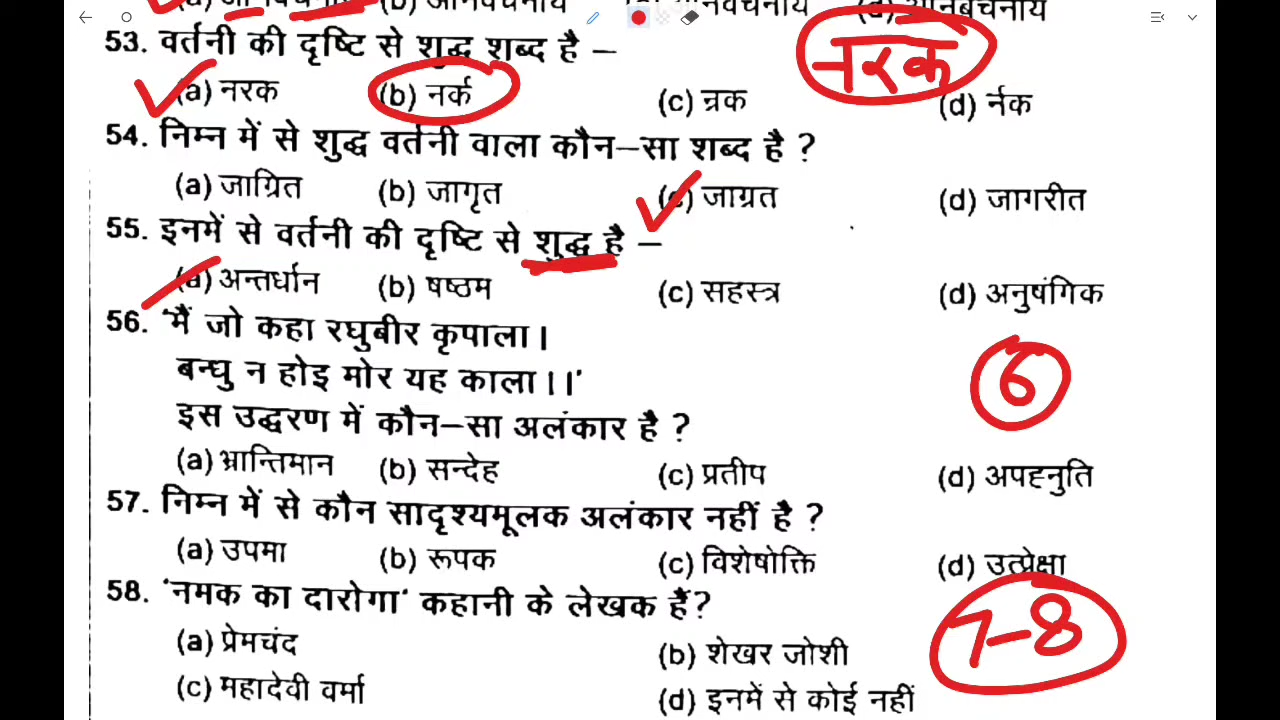 (b) अनिवचनीय
53. वर्तनी की दृष्टि से शुद्ध शब्द है –
नरक
(a) नरक (b) नर्क (c) न्रक (d) र्नक
54. निम्न में से शुद्ध वर्तनी वाला कौन-सा शब्द है ?
(a) जाग्रित (b) जागृत (c) जाग्रत (d) जागरीत
55. इनमें से वर्तनी की दृष्टि से शुद्ध है –
(a) अन्तर्धान (b) षष्ठम (c) सहस्त्र (d) अनुषंगिक
56. 'मैं जो कहा रघुबीर कृपाला।
बन्धु न होइ मोर यह काला।।'
6
इस उद्धरण में कौन-सा अलंकार है ?
(a) भ्रान्तिमान (b) सन्देह (c) प्रतीप (d) अपह्नुति
57. निम्न में से कौन सादृश्यमूलक अलंकार नहीं है ?
(a) उपमा (b) रूपक (c) विशेषोक्ति (d) उत्प्रेक्षा
58. 'नमक का दारोगा' कहानी के लेखक हैं?
7-8
(a) प्रेमचंद (b) शेखर जोशी
(c) महादेवी वर्मा (d) इनमें से कोई नहीं